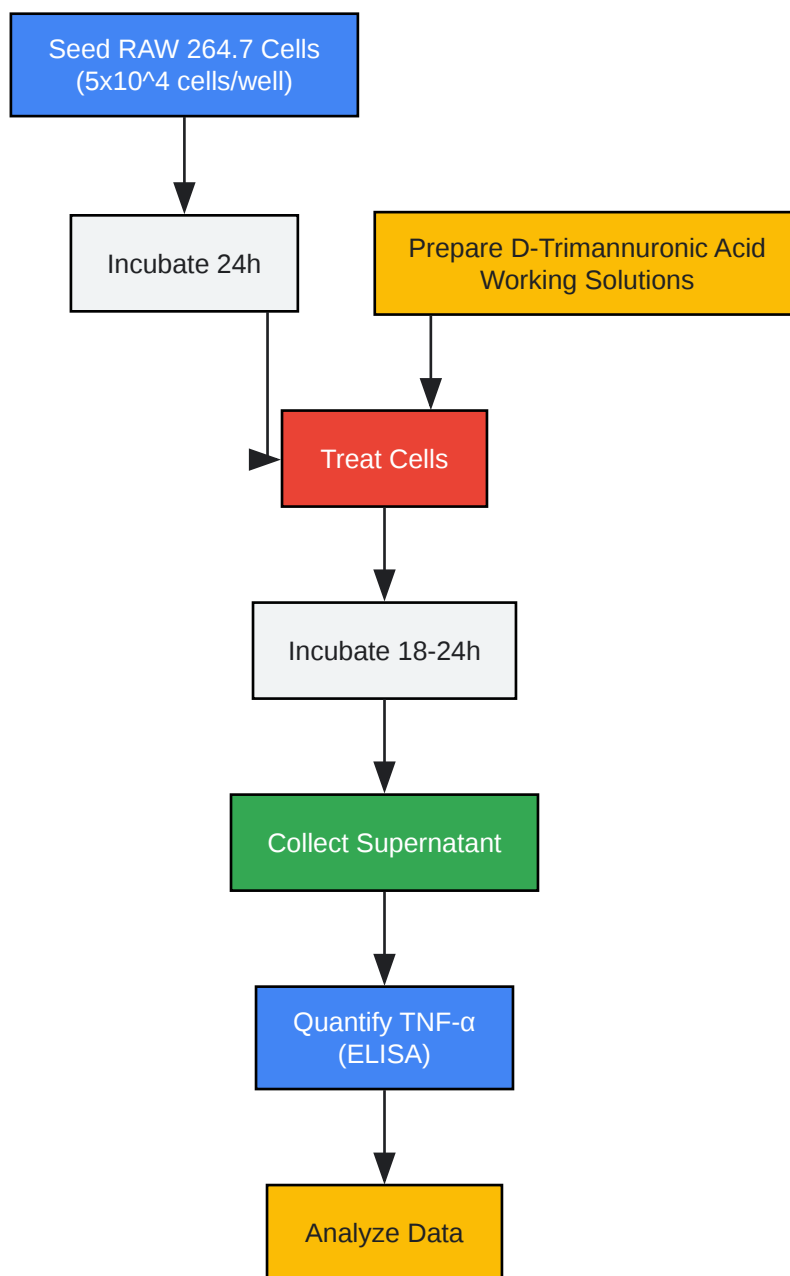 Seed RAW 264.7 Cells
(5x10^4 cells/well)
Incubate 24h
Prepare D-Trimannuronic Acid
Working Solutions
Treat Cells
Incubate 18-24h
Collect Supernatant
Quantify TNF-α
(ELISA)
Analyze Data